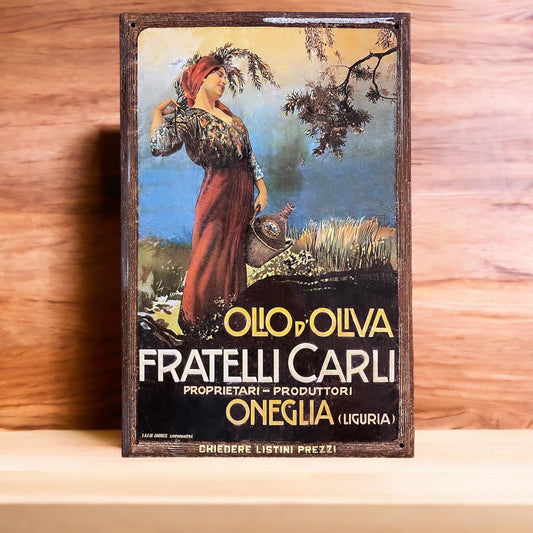 OLIO D'OLIVA
FRATELLI CARLI
PROPRIETARI - PRODUTTORI
ONEGLIA (LIGURIA)
CHIEDERE LISTINI PREZZI